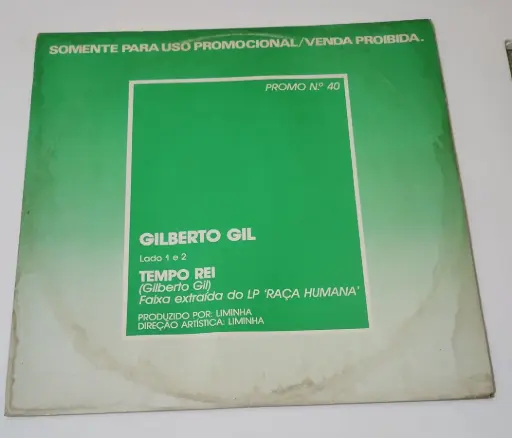 SOMENTE PARA USO PROMOCIONAL/VENDA PROIBIDA.
PROMO N.º 40
GILBERTO GIL
Lado 1 e 2
TEMPO REI
(Gilberto Gil)
Faixa extraída do LP 'RAÇA HUMANA'
PRODUZIDO POR: LIMINHA
DIREÇÃO ARTÍSTICA: LIMINHA